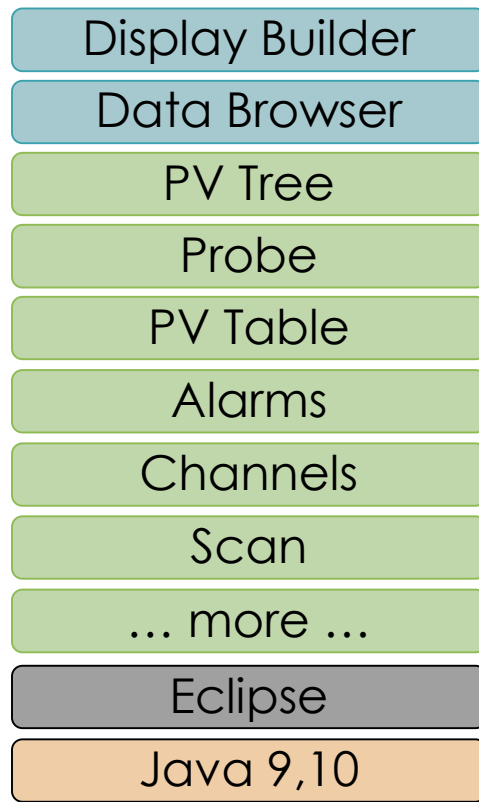 Display Builder
Data Browser
PV Tree
Probe
PV Table
Alarms
Channels
Scan
… more …
Eclipse
Java 9,10